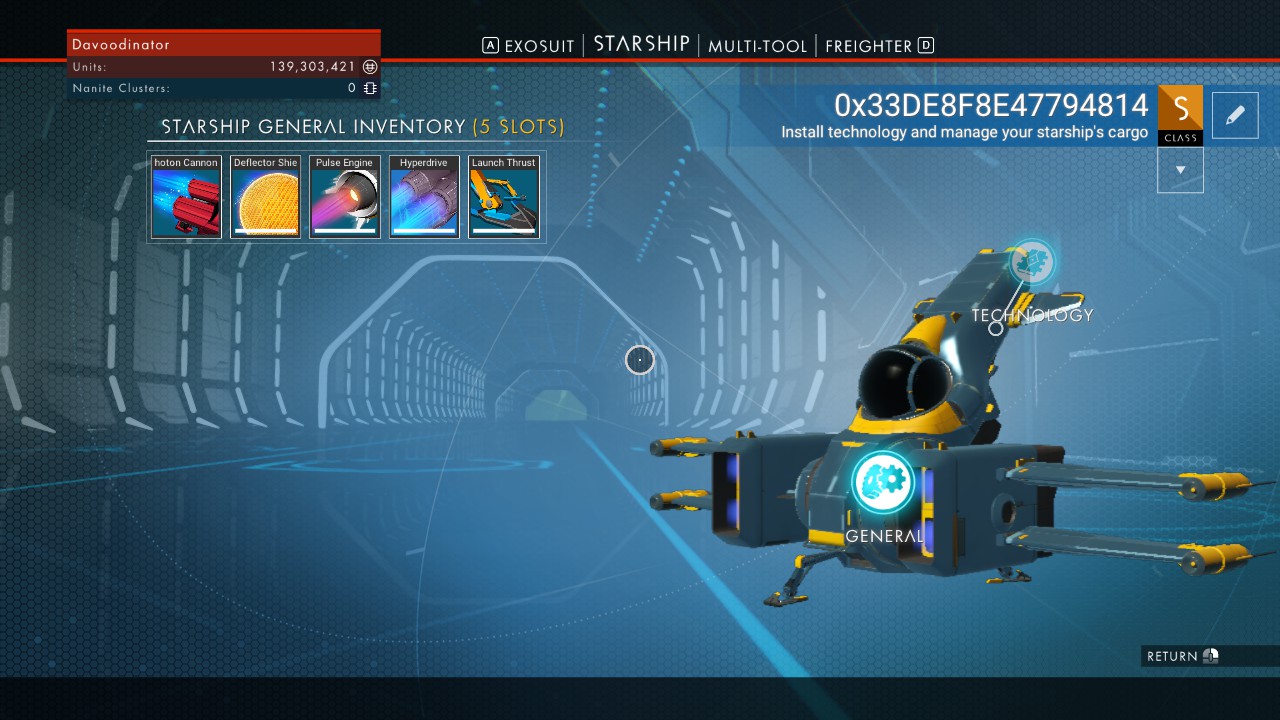 Davoodinator
Units: 139,303,421
Nanite Clusters: 0
A EXOSUIT STARSHIP MULTI-TOOL FREIGHTER D
0x33DE8F8E47794814
Install technology and manage your starship's cargo
S
CLASS
STARSHIP GENERAL INVENTORY (5 SLOTS)
hoton Cannon Deflector Shie Pulse Engine Hyperdrive Launch Thrust
TECHNOLOGY
GENERAL
RETURN